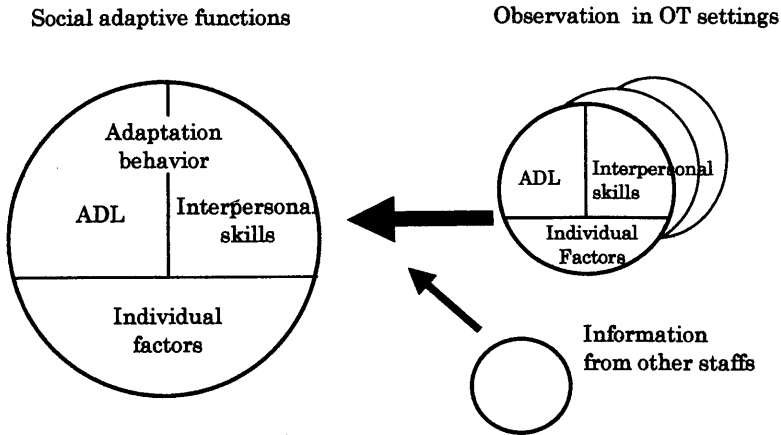 Social adaptive functions
Observation in OT settings
Adaptation
behavior
ADL
Interpersonal
skills
Individual
factors
ADL
Interpersonal
skills
Individual
Factors
Information
from other staffs